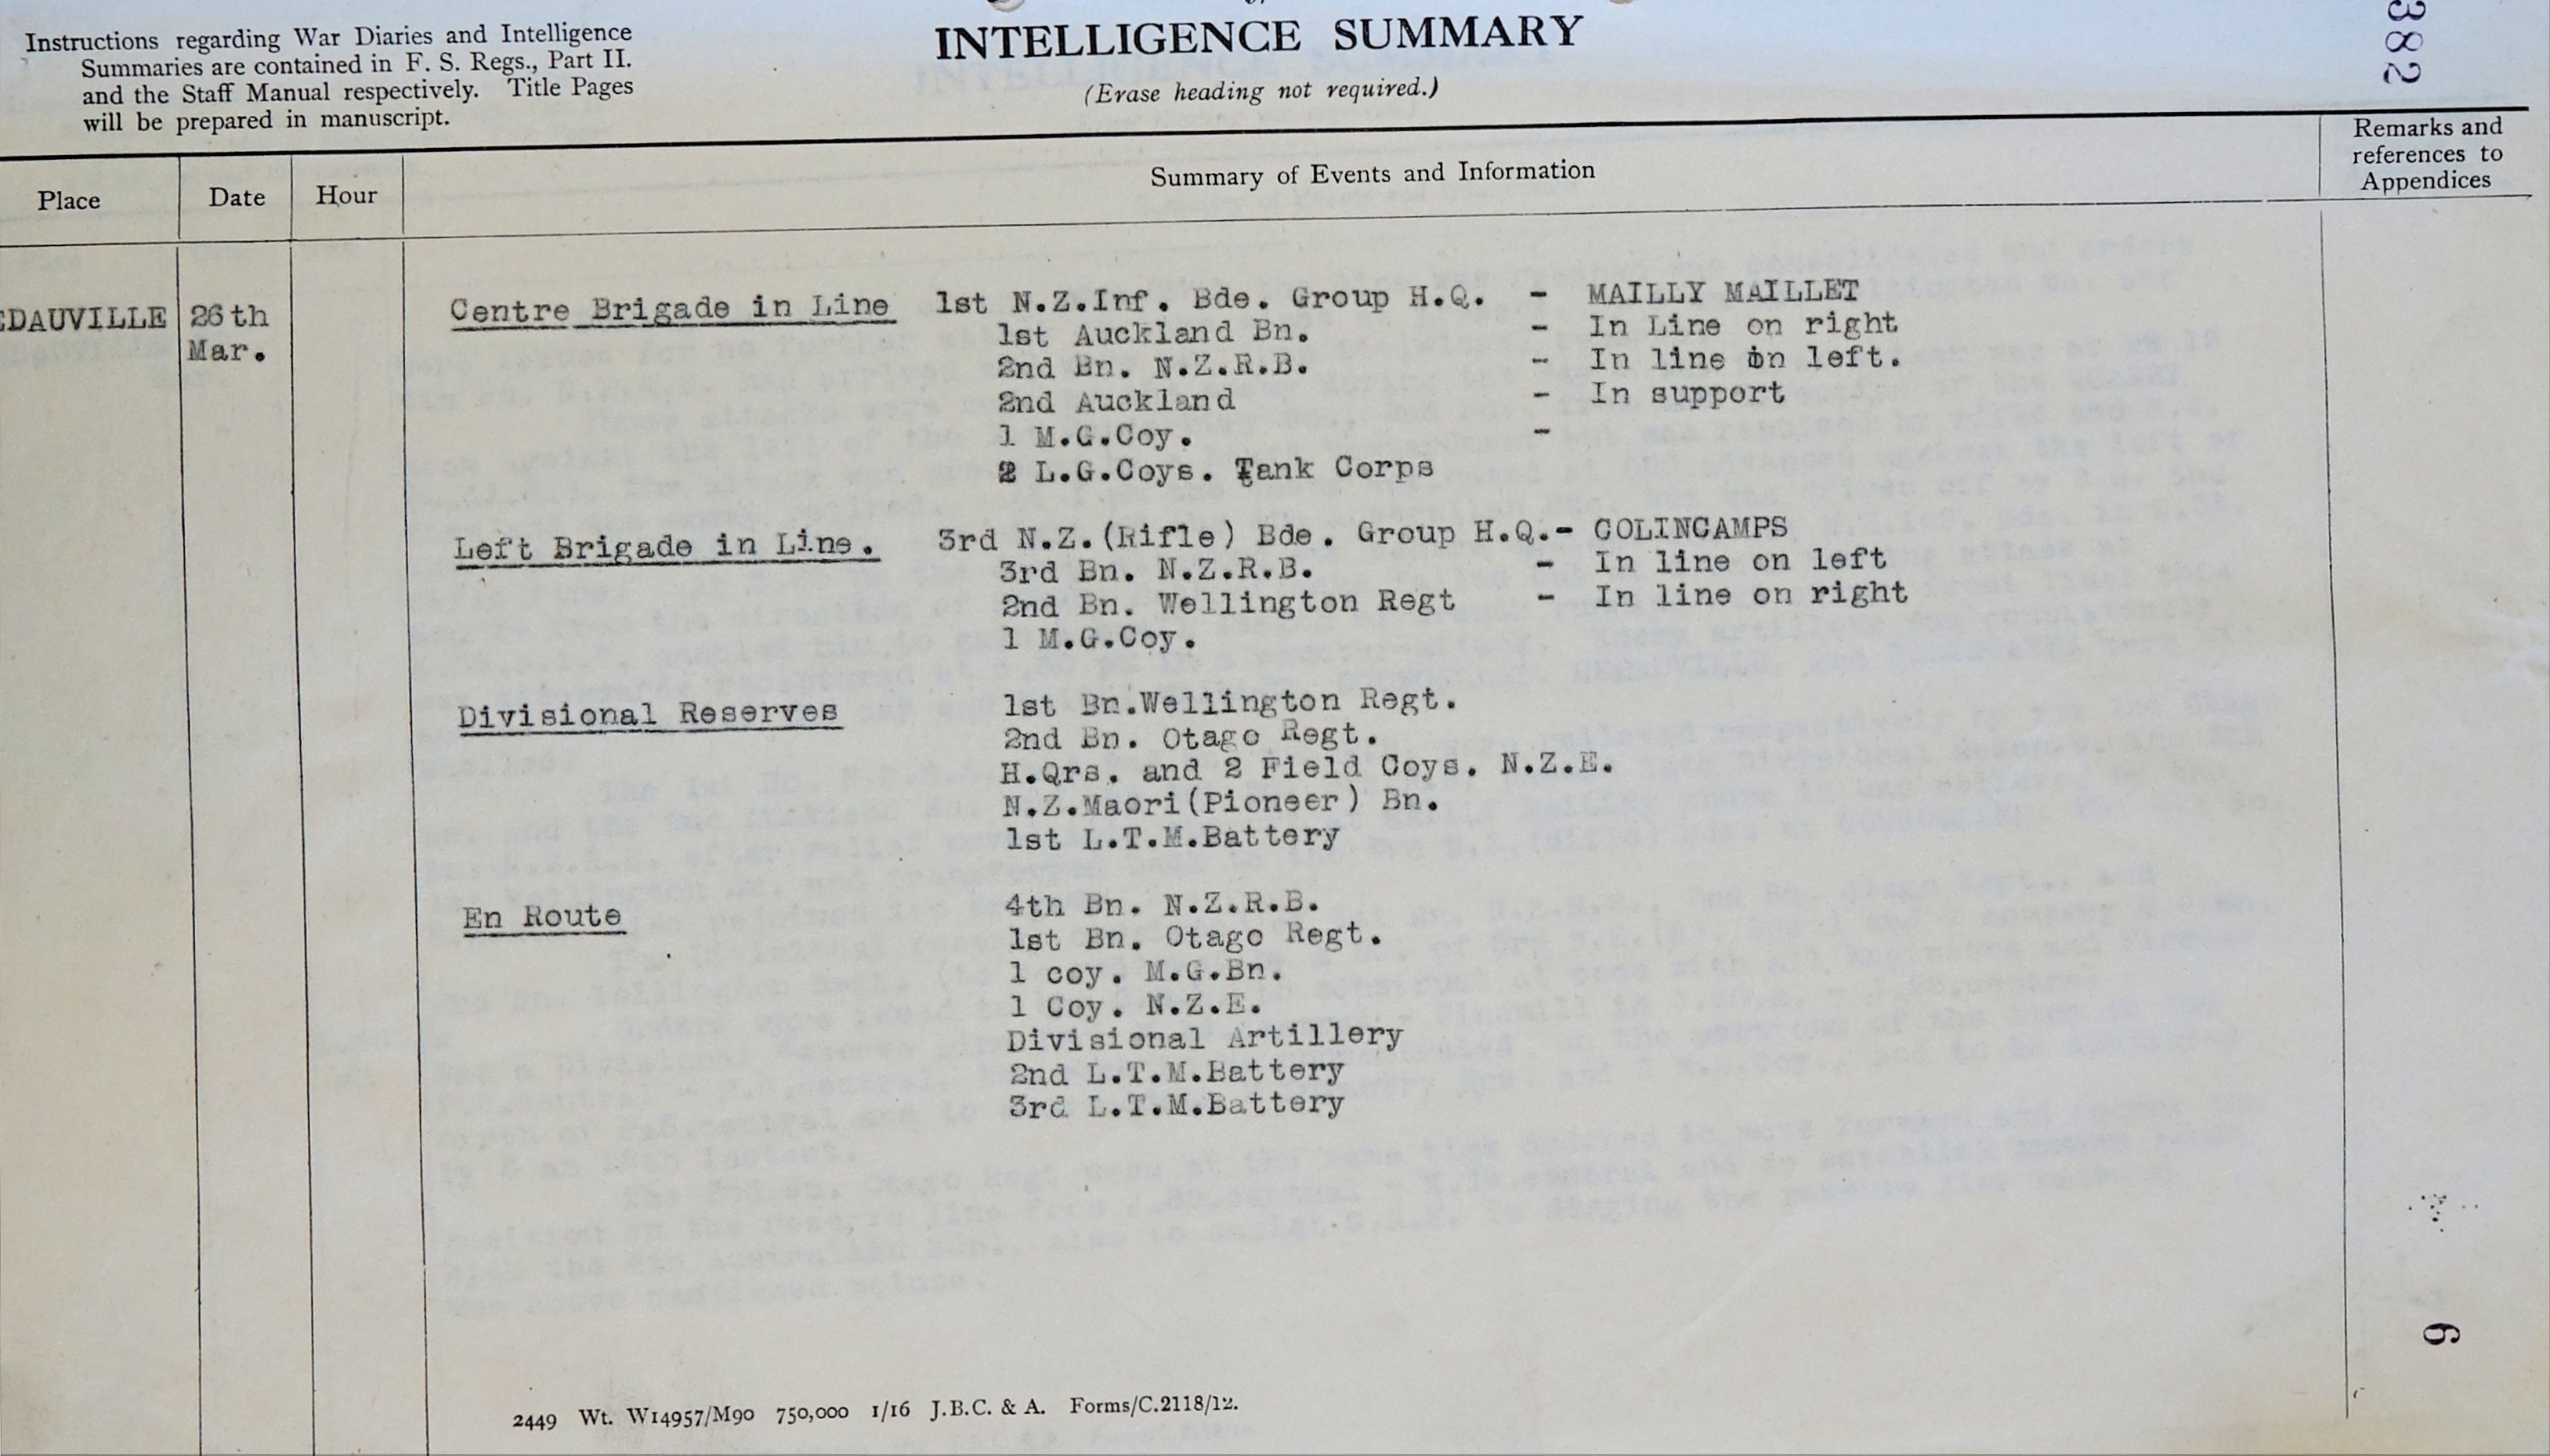 Instructions regarding War Diaries and Intelligence
Summaries are contained in F. S. Regs., Part II.
and the Staff Manual respectively. Title Pages
will be prepared in manuscript.
INTELLIGENCE SUMMARY
(Erase heading not required.)
382
Place Date Hour Summary of Events and Information Remarks and
references to
Appendices
EDAUVILLE 26th
Mar.
Centre Brigade in Line 1st N.Z.Inf. Bde. Group H.Q. - MAILLY MAILLET
1st Auckland Bn. - In Line on right
2nd Bn. N.Z.R.B. - In line on left.
2nd Auckland - In support
1 M.G.Coy. -
2 L.G.Coys. Tank Corps
Left Brigade in Line. 3rd N.Z.(Rifle) Bde. Group H.Q.- COLINCAMPS
3rd Bn. N.Z.R.B. - In line on left
2nd Bn. Wellington Regt - In line on right
1 M.G.Coy.
Divisional Reserves 1st Bn.Wellington Regt.
2nd Bn. Otago Regt.
H.Qrs. and 2 Field Coys. N.Z.E.
N.Z.Maori(Pioneer) Bn.
1st L.T.M.Battery
En Route 4th Bn. N.Z.R.B.
1st Bn. Otago Regt.
1 coy. M.G.Bn.
1 Coy. N.Z.E.
Divisional Artillery
2nd L.T.M.Battery
3rd L.T.M.Battery
6
2449 Wt. W14957/M90 750,000 1/16 J.B.C. & A. Forms/C.2118/12.